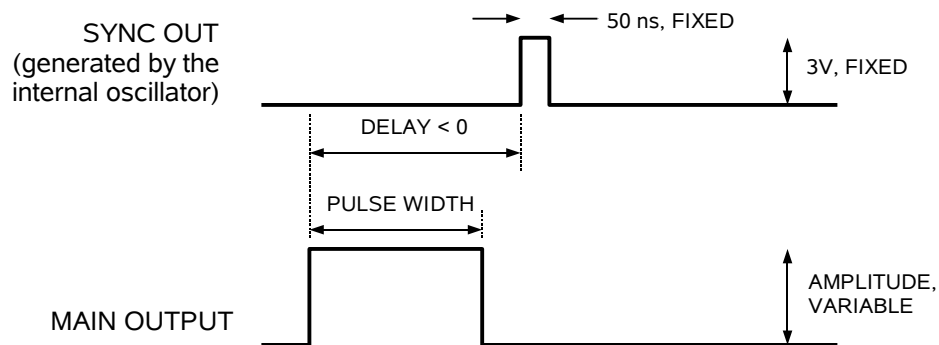 50 ns, FIXED
SYNC OUT
(generated by the
internal oscillator)
3V, FIXED
DELAY < 0
PULSE WIDTH
AMPLITUDE,
VARIABLE
MAIN OUTPUT